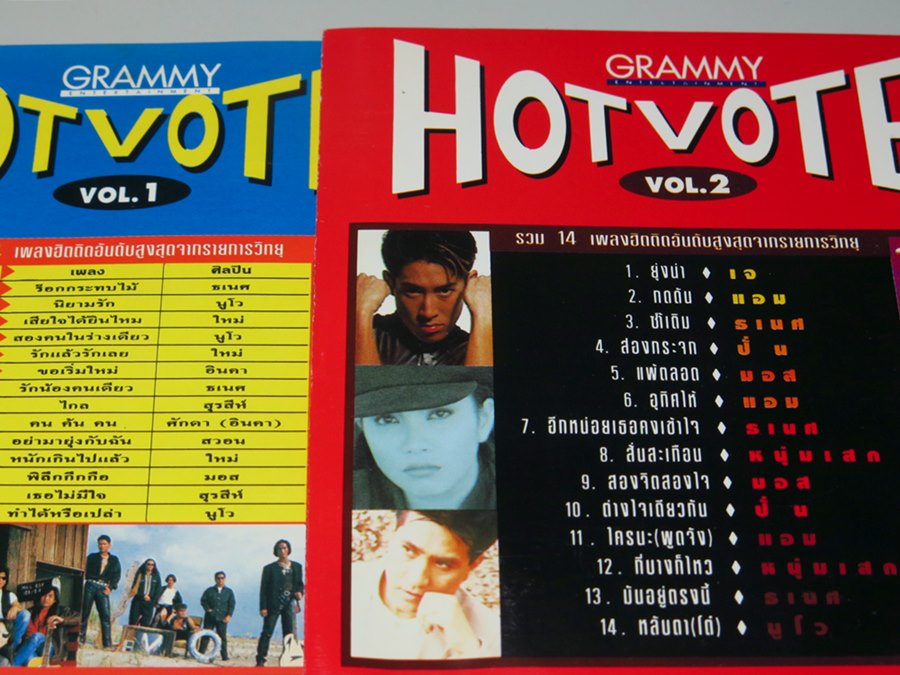 GRAMMY
ENTERTAINMENT
OTVOTE
VOL.1
เพลงฮิตติดอันดับสูงสุดจากรายการวิทยุ
เพลง ศิลปิน
ร็อกกระทบไม้ ธเนศ
นิยามรัก นูโว
เสียใจได้ยินไหม ใหม่
สองคนในร่างเดียว นูโว
รักแล้วรักเลย ใหม่
ขอเริ่มใหม่ อินคา
รักน้องคนเดียว ธเนศ
ไกล สุรสีห์
คน คัน คน ศักดา (อินคา)
อย่ามายุ่งกับฉัน สวอน
หนักเกินไปแล้ว ใหม่
พิลึกกึกกือ มอส
เธอไม่มีใจ สุรสีห์
ทำได้หรือเปล่า นูโว
GRAMMY
ENTERTAINMENT
HOTVOTE
VOL.2
รวม 14 เพลงฮิตติดอันดับสูงสุดจากรายการวิทยุ
1. ยุ่งน่า ♦ เจ
2. กดดัน ♦ แอม
3. ซ้ำเติม ♦ ธเนศ
4. ส่องกระจก ♦ ปั่น
5. แพ้ตลอด ♦ มอส
6. อุทิศให้ ♦ แอม
7. อีกหน่อยเธอคงเข้าใจ ♦ ธเนศ
8. สั่นสะเทือน ♦ หนุ่มเสก
9. สองจิตสองใจ ♦ มอส
10. ต่างใจเดียวกัน ♦ ปั่น
11. ใครนะ(พูดจัง) ♦ แอม
12. ที่บางก็ไหว ♦ หนุ่มเสก
13. มันอยู่ตรงนี้ ♦ ธเนศ
14. หลับตา(โต๋) ♦ นูโว